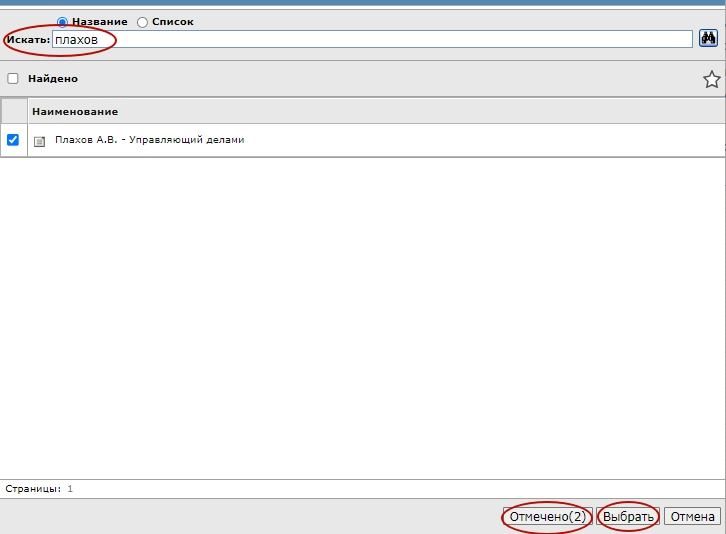 Название Список
Искать: плахов
Найдено
Наименование
Плахов А.В. - Управляющий делами
Страницы: 1
Отмечено(2) Выбрать Отмена